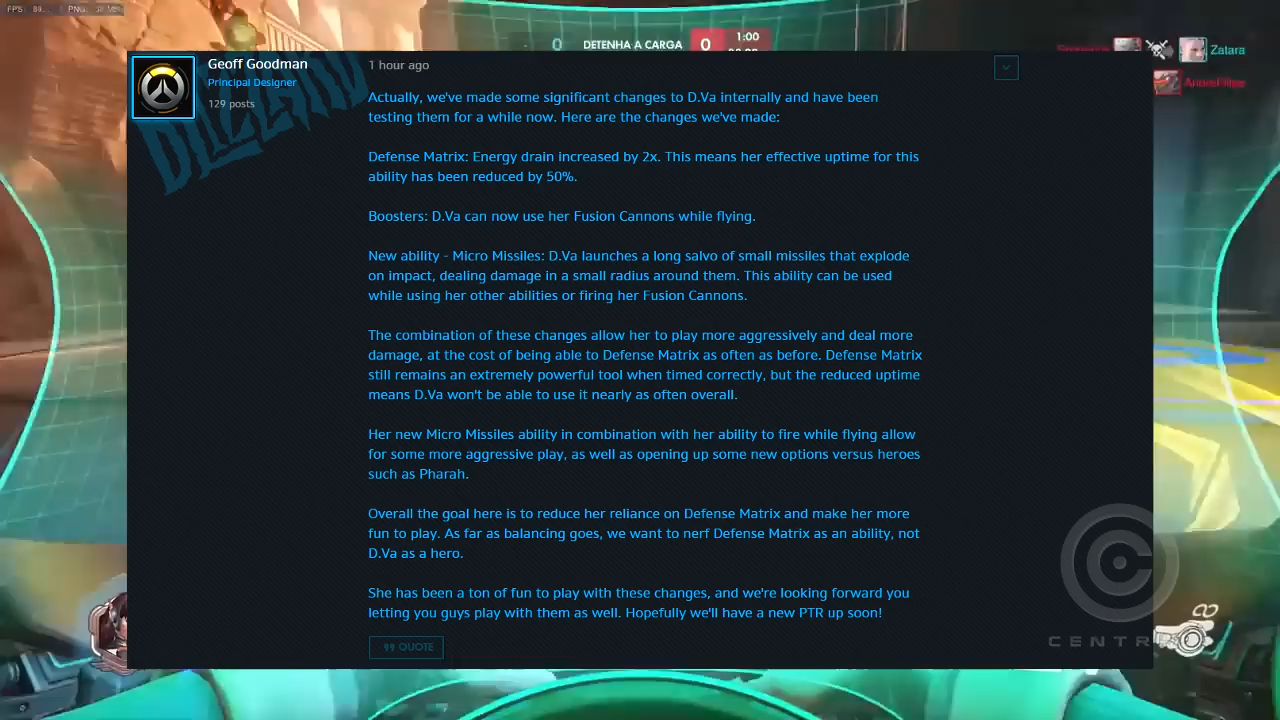 DETENHA A CARGA
0
0
1:00
Zatara
Geoff Goodman
Principal Designer
129 posts
BLIZZARD
1 hour ago
Actually, we've made some significant changes to D.Va internally and have been
testing them for a while now. Here are the changes we've made:
Defense Matrix: Energy drain increased by 2x. This means her effective uptime for this
ability has been reduced by 50%.
Boosters: D.Va can now use her Fusion Cannons while flying.
New ability - Micro Missiles: D.Va launches a long salvo of small missiles that explode
on impact, dealing damage in a small radius around them. This ability can be used
while using her other abilities or firing her Fusion Cannons.
The combination of these changes allow her to play more aggressively and deal more
damage, at the cost of being able to Defense Matrix as often as before. Defense Matrix
still remains an extremely powerful tool when timed correctly, but the reduced uptime
means D.Va won't be able to use it nearly as often overall.
Her new Micro Missiles ability in combination with her ability to fire while flying allow
for some more aggressive play, as well as opening up some new options versus heroes
such as Pharah.
Overall the goal here is to reduce her reliance on Defense Matrix and make her more
fun to play. As far as balancing goes, we want to nerf Defense Matrix as an ability, not
D.Va as a hero.
She has been a ton of fun to play with these changes, and we're looking forward you
letting you guys play with them as well. Hopefully we'll have a new PTR up soon!
QUOTE
CENTR